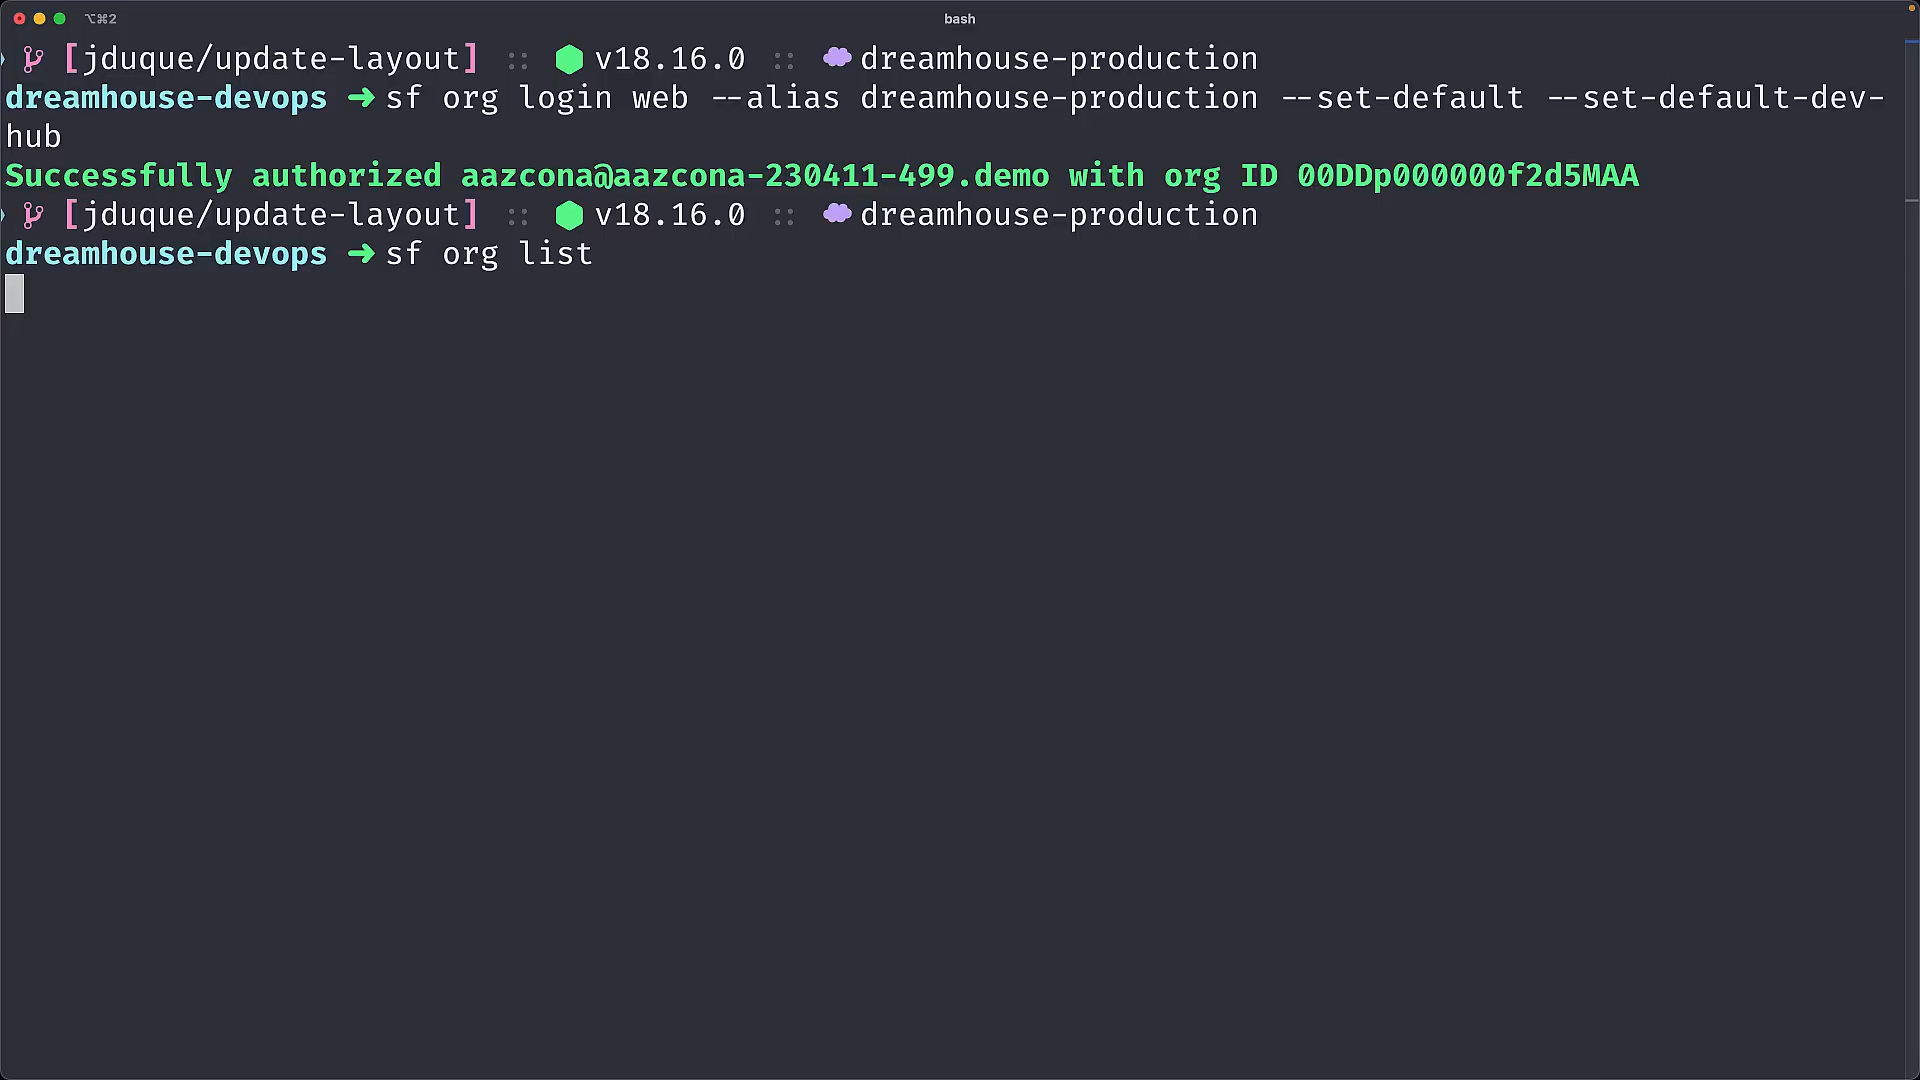 ⌥⌘2 bash
[jduque/update-layout] :: v18.16.0 :: dreamhouse-production
dreamhouse-devops ➜ sf org login web --alias dreamhouse-production --set-default --set-default-dev-
hub
Successfully authorized aazcona@aazcona-230411-499.demo with org ID 00DDp000000f2d5MAA
[jduque/update-layout] :: v18.16.0 :: dreamhouse-production
dreamhouse-devops ➜ sf org list